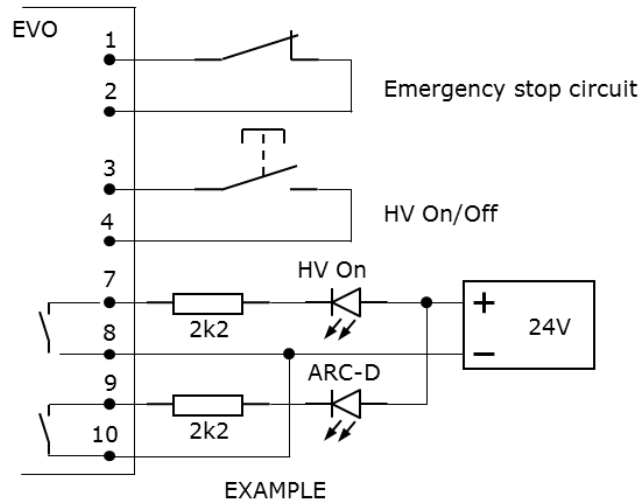 EVO
1
2
Emergency stop circuit
3
4
HV On/Off
7
HV On
2k2
+
24V
8
−
9
ARC-D
2k2
10
EXAMPLE